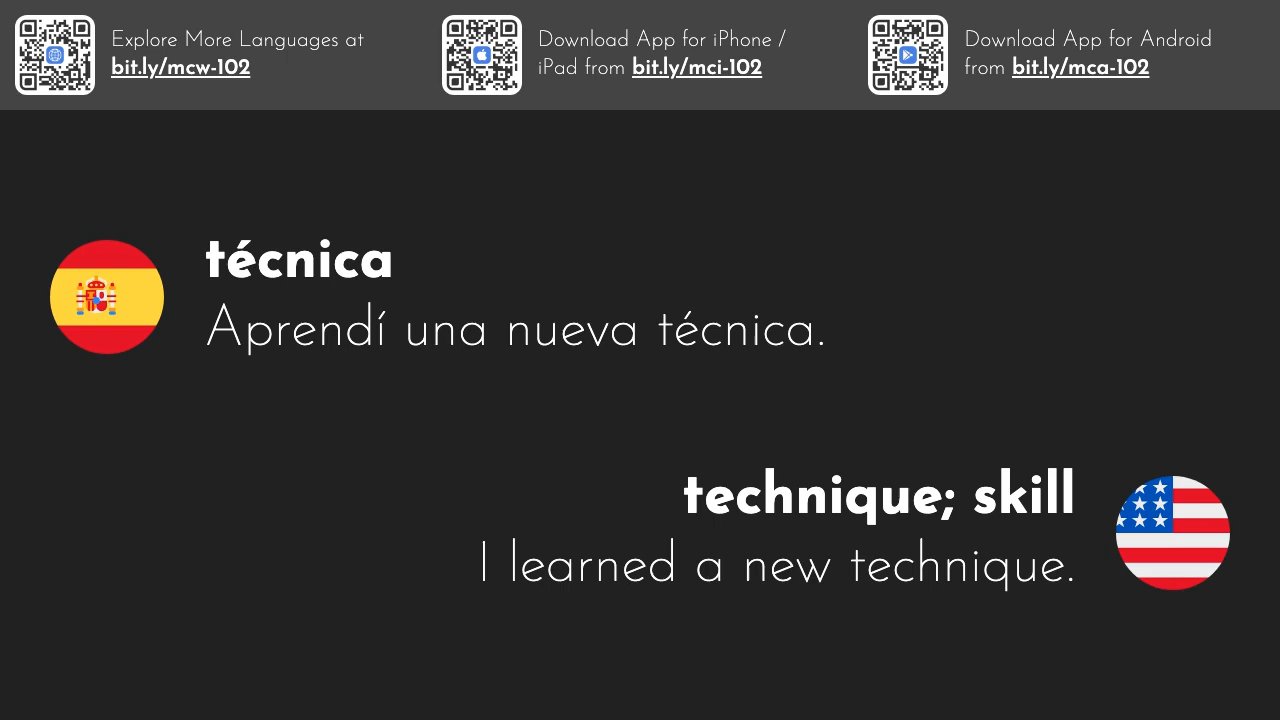 Explore More Languages at
bit.ly/mcw-102
Download App for iPhone /
iPad from bit.ly/mci-102
Download App for Android
from bit.ly/mca-102
técnica
Aprendí una nueva técnica.
technique; skill
I learned a new technique.